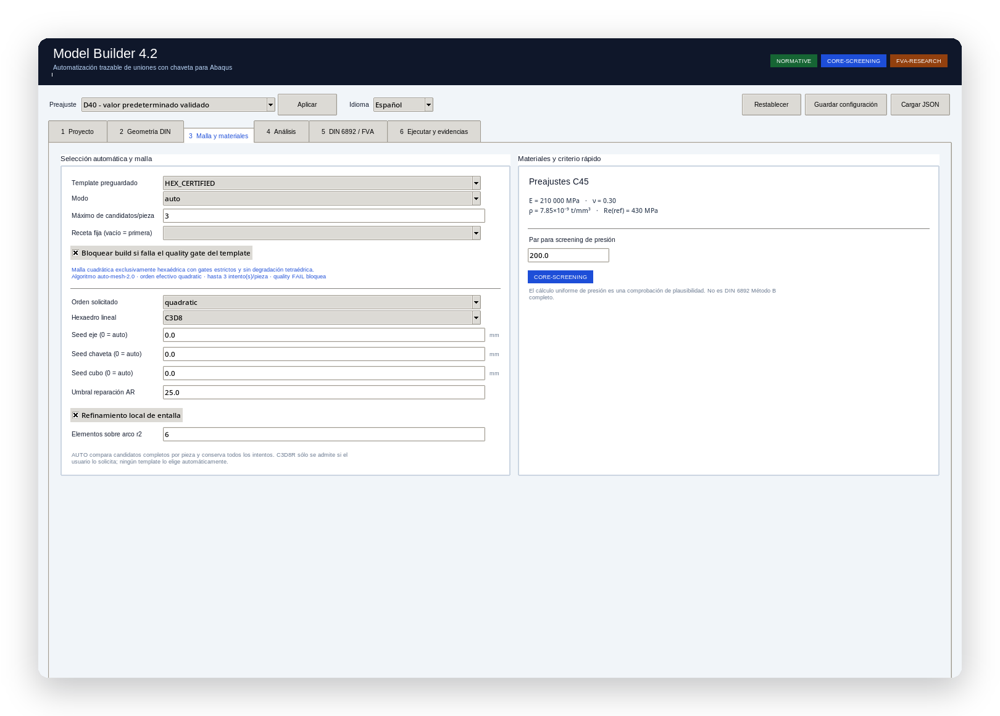 Model Builder 4.2
Automatización trazable de uniones con chaveta para Abaqus
NORMATIVE
CORE-SCREENING
FVA-RESEARCH
Preajuste
D40 - valor predeterminado validado
Aplicar
Idioma
Español
Restablecer
Guardar configuración
Cargar JSON
1 Proyecto
2 Geometría DIN
3 Malla y materiales
4 Análisis
5 DIN 6892 / FVA
6 Ejecutar y evidencias
Selección automática y malla
Template preguardado
HEX_CERTIFIED
Modo
auto
Máximo de candidatos/pieza
3
Receta fija (vacío = primera)
Bloquear build si falla el quality gate del template
Malla cuadrática exclusivamente hexaédrica con gates estrictos y sin degradación tetraédrica.
Algoritmo auto-mesh-2.0 · orden efectivo quadratic · hasta 3 intento(s)/pieza · quality FAIL bloquea
Orden solicitado
quadratic
Hexaedro lineal
C3D8
Seed eje (0 = auto)
0.0
mm
Seed chaveta (0 = auto)
0.0
mm
Seed cubo (0 = auto)
0.0
mm
Umbral reparación AR
25.0
Refinamiento local de entalla
Elementos sobre arco r2
6
AUTO compara candidatos completos por pieza y conserva todos los intentos. C3D8R sólo se admite si el
usuario lo solicita; ningún template lo elige automáticamente.
Materiales y criterio rápido
Preajustes C45
E = 210 000 MPa · ν = 0.30
ρ = 7.85×10⁻⁹ t/mm³ · Re(ref) = 430 MPa
Par para screening de presión
200.0
CORE-SCREENING
El cálculo uniforme de presión es una comprobación de plausibilidad. No es DIN 6892 Método B
completo.